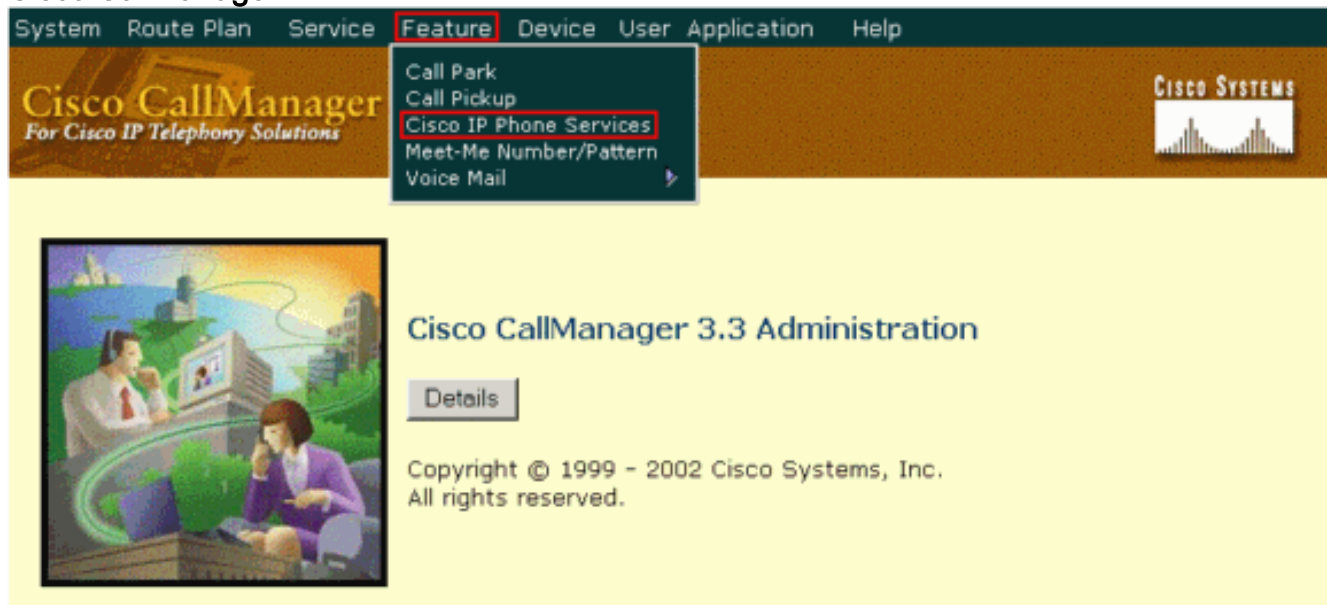 System Route Plan Service Feature Device User Application Help
Call Park
Call Pickup
Cisco IP Phone Services
Meet-Me Number/Pattern
Voice Mail
Cisco CallManager
For Cisco IP Telephony Solutions
CISCO SYSTEMS
Cisco CallManager 3.3 Administration
Details
Copyright © 1999 - 2002 Cisco Systems, Inc.
All rights reserved.